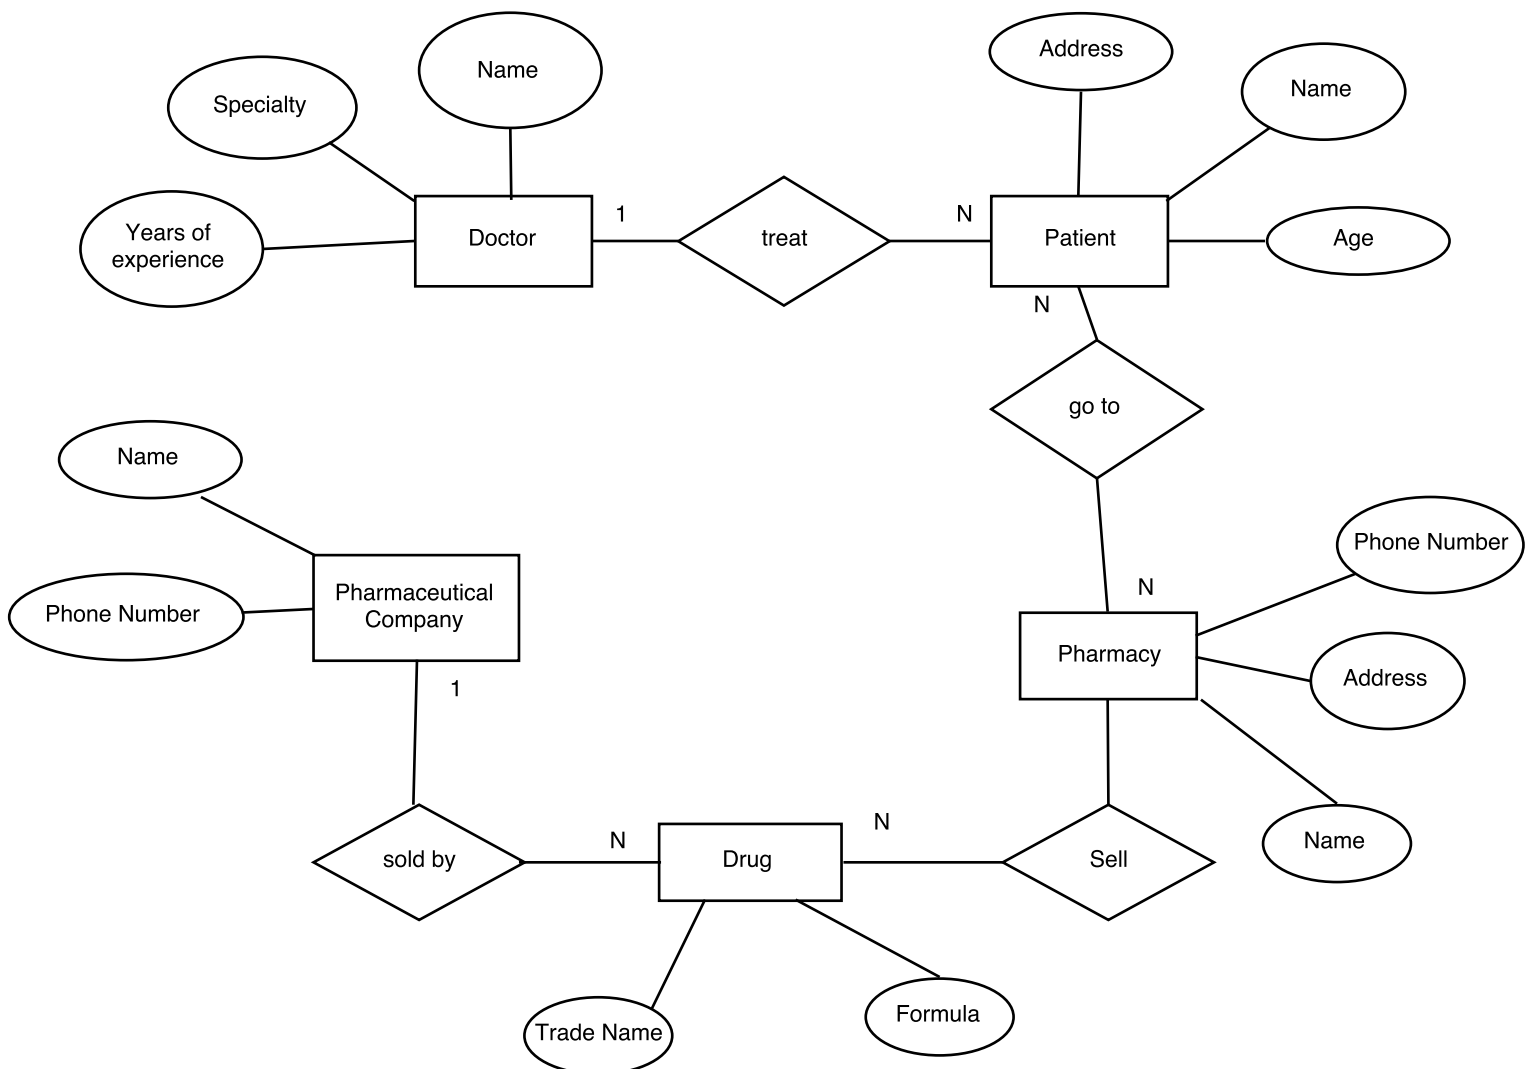 Address
Name
Name
Specialty
Years of
experience
Doctor
1
treat
N
Patient
Age
N
go to
Name
Phone Number
Pharmaceutical
Company
Phone Number
N
Pharmacy
Address
1
Name
sold by
N
Drug
N
Sell
Trade Name
Formula